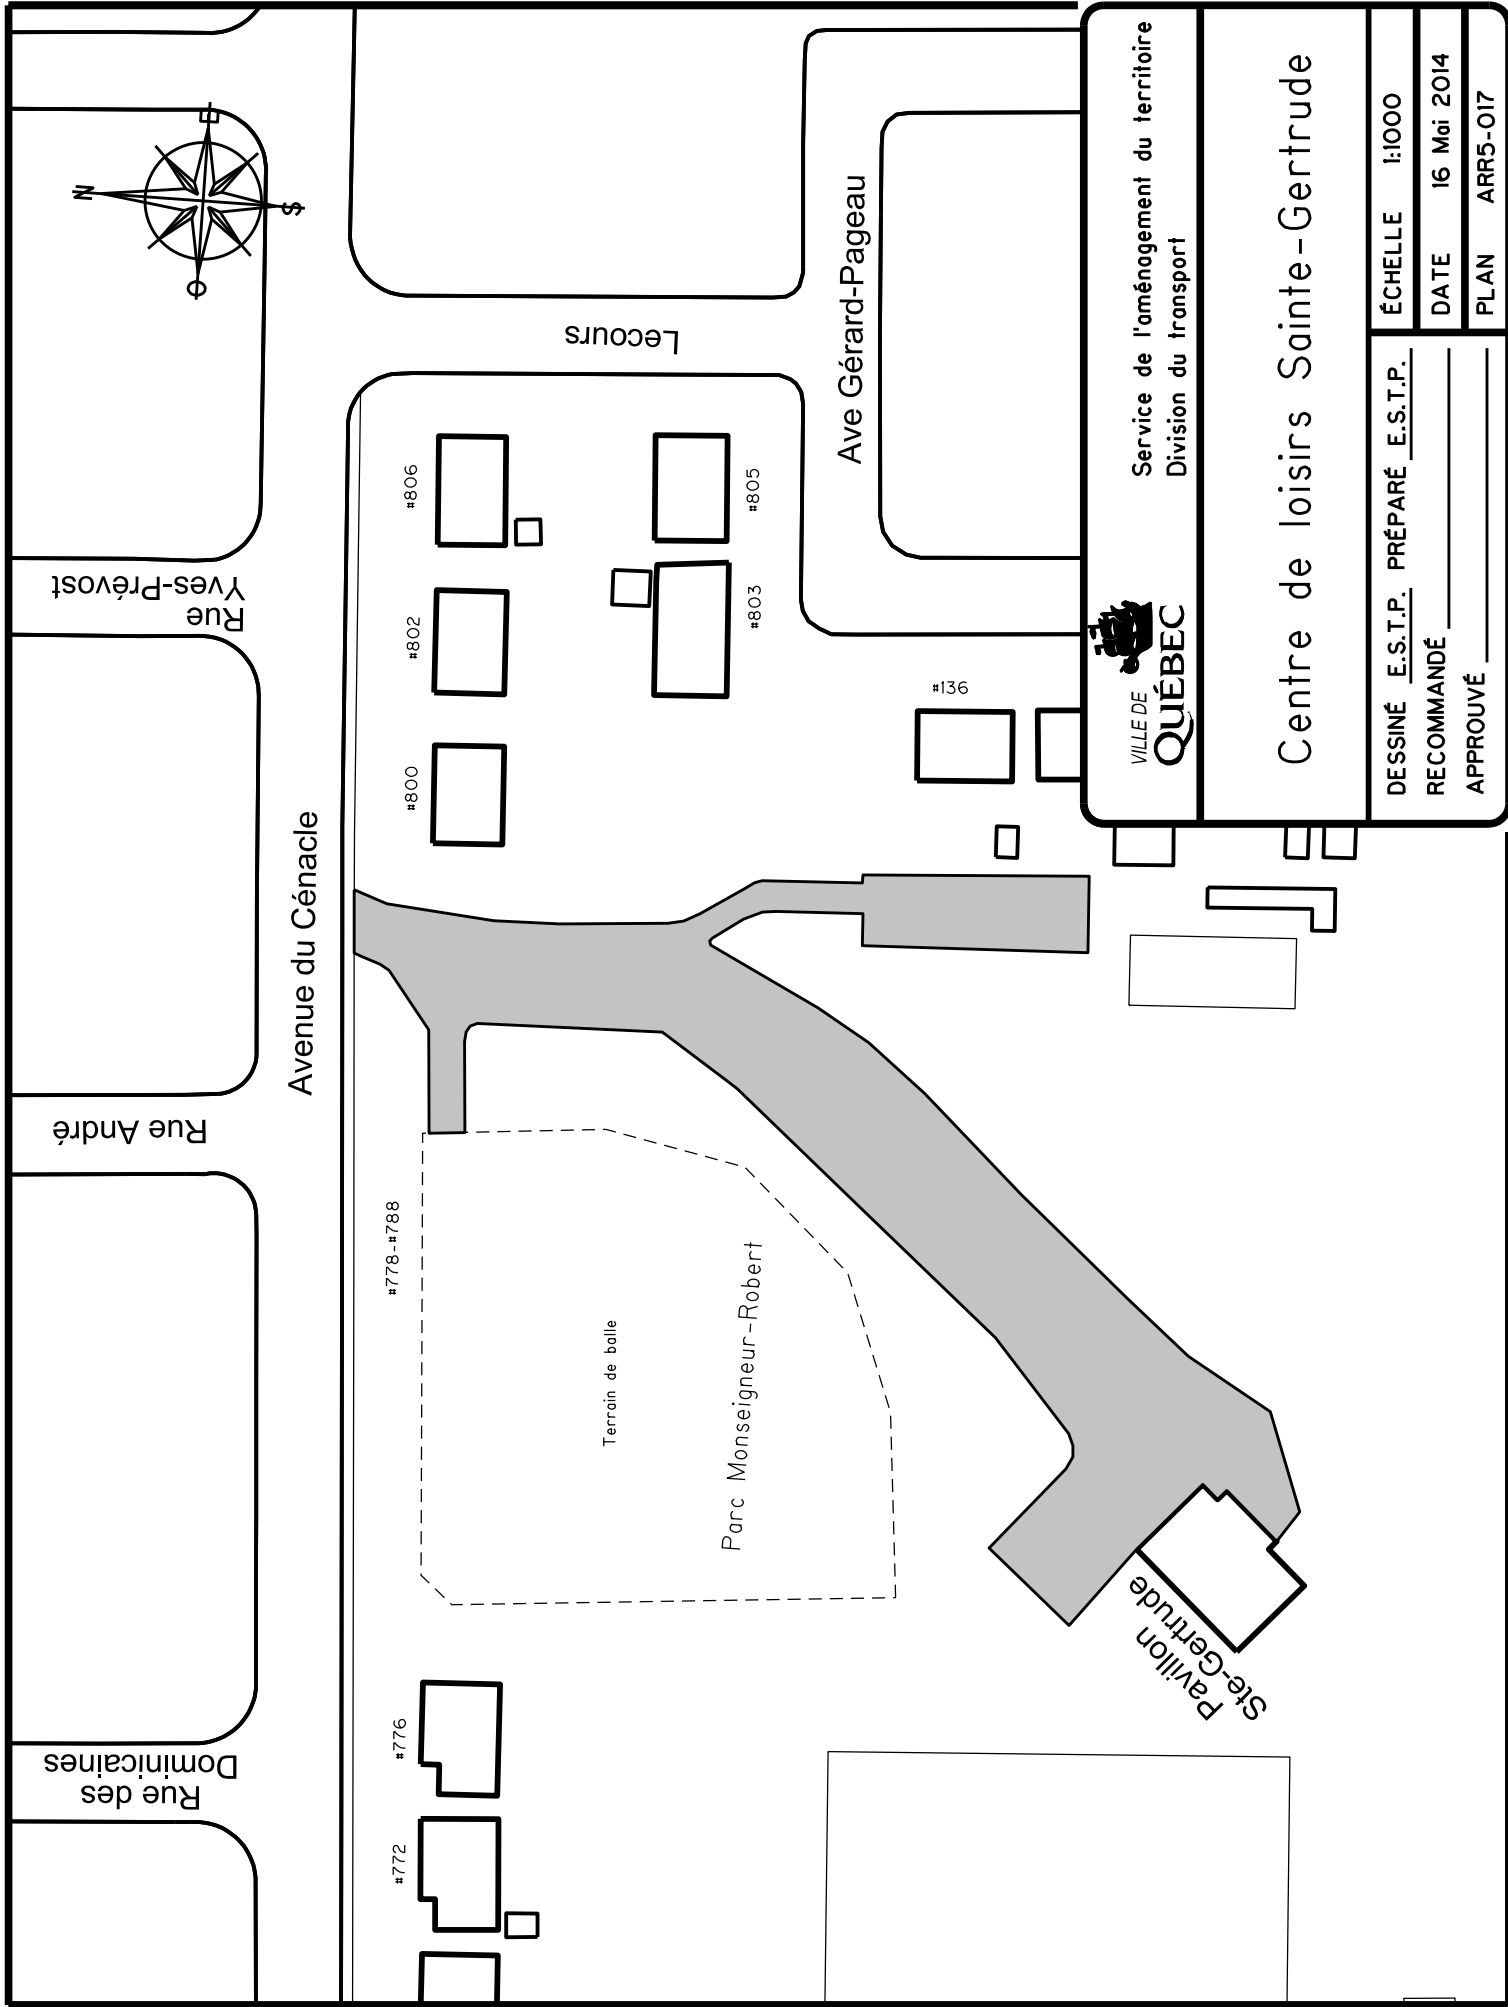 Rue
Yves-Prévost
Rue André
Rue des
Dominicaines
Avenue du Cénacle
Lecours
Ave Gérard-Pageau
N
S
E
O
#806
#805
#802
#803
#800
#136
#778-#788
#776
#772
Terrain de balle
Parc Monseigneur-Robert
Pavillon
Ste-Gertrude
VILLE DE
QUÉBEC
Service de l'aménagement du territoire
Division du transport
Centre de loisirs Sainte-Gertrude
DESSINÉ E.S.T.P. PRÉPARÉ E.S.T.P.
RECOMMANDÉ
APPROUVÉ
ÉCHELLE 1:1000
DATE 16 Mai 2014
PLAN ARR5-017